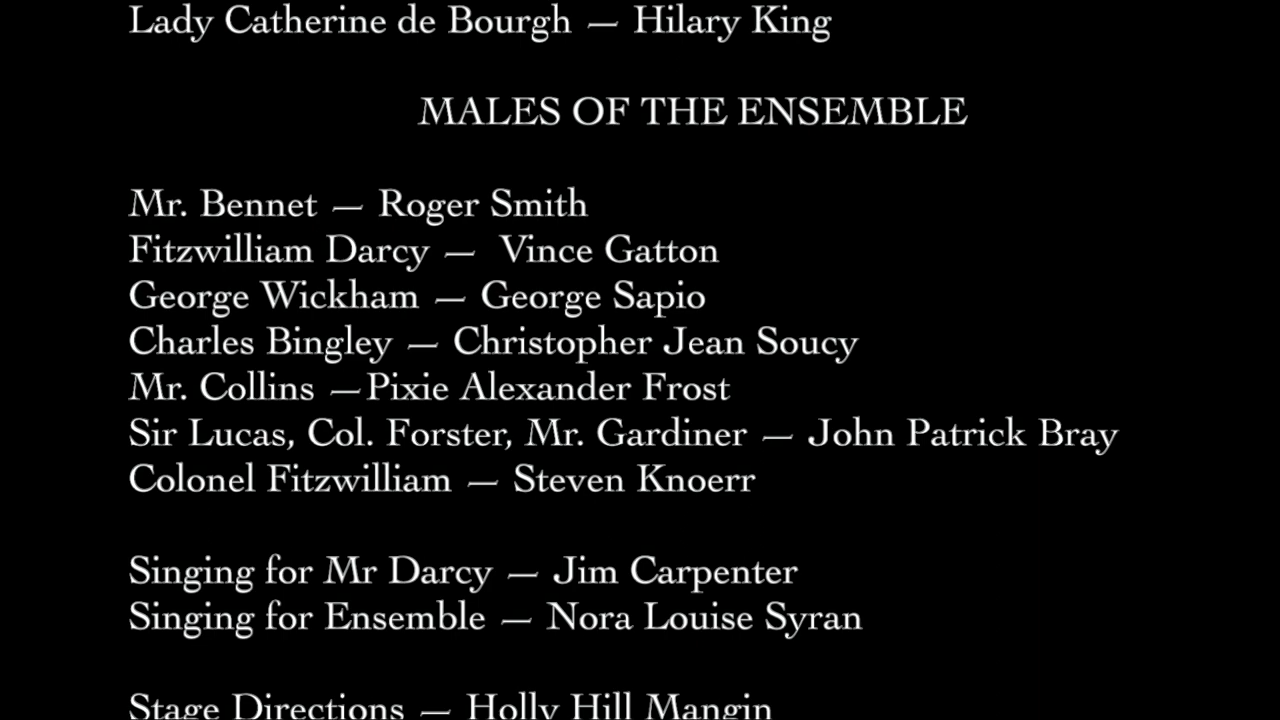 Lady Catherine de Bourgh — Hilary King
MALES OF THE ENSEMBLE
Mr. Bennet — Roger Smith
Fitzwilliam Darcy —  Vince Gatton
George Wickham — George Sapio
Charles Bingley — Christopher Jean Soucy
Mr. Collins —Pixie Alexander Frost
Sir Lucas, Col. Forster, Mr. Gardiner — John Patrick Bray
Colonel Fitzwilliam — Steven Knoerr
Singing for Mr Darcy — Jim Carpenter
Singing for Ensemble — Nora Louise Syran
Stage Directions — Holly Hill Mangin